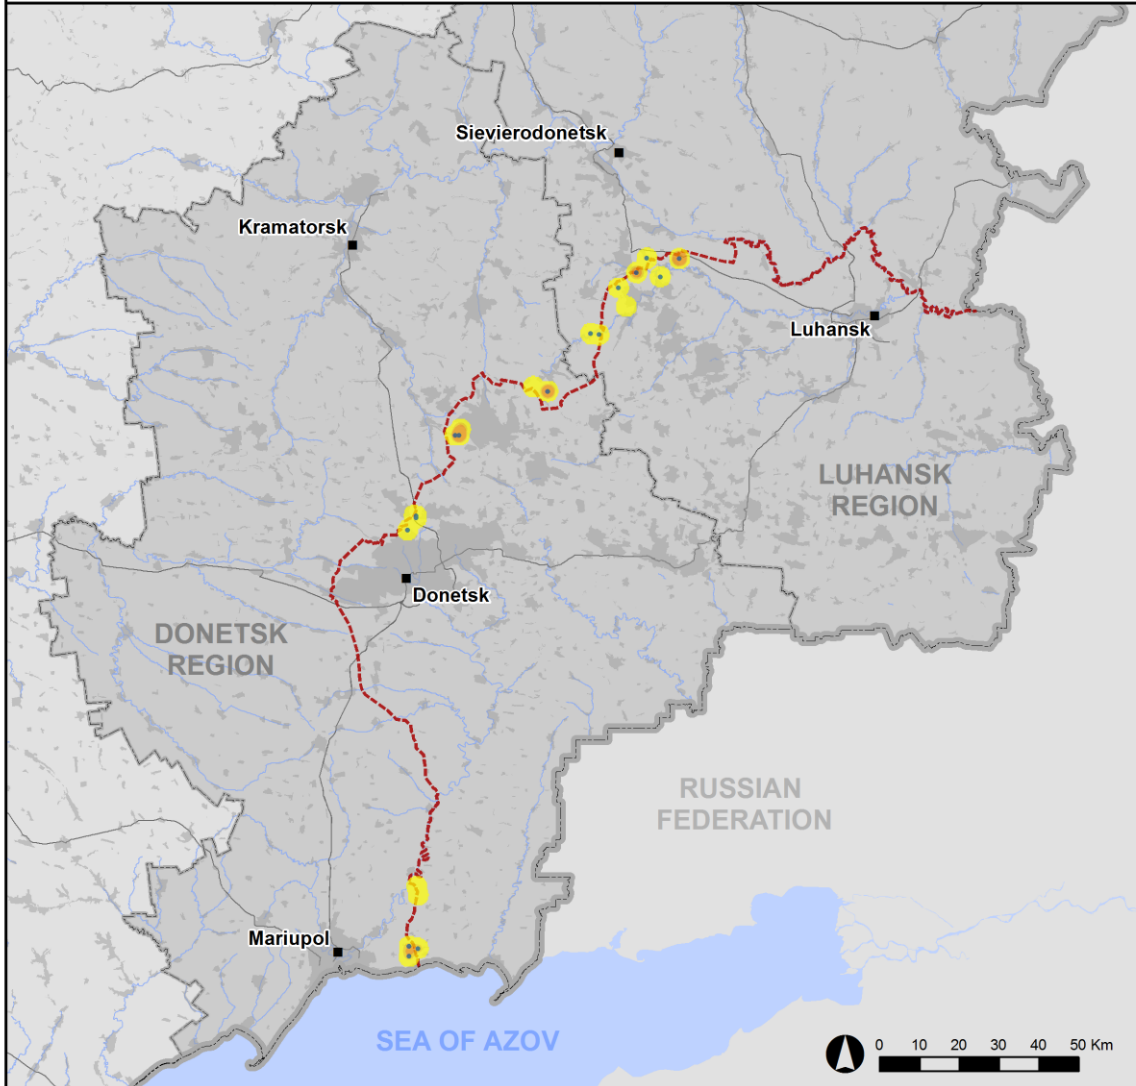 Sievierodonetsk
Kramatorsk
Luhansk
LUHANSK
REGION
Donetsk
DONETSK
REGION
RUSSIAN
FEDERATION
Mariupol
SEA OF AZOV
0 10 20 30 40 50 Km